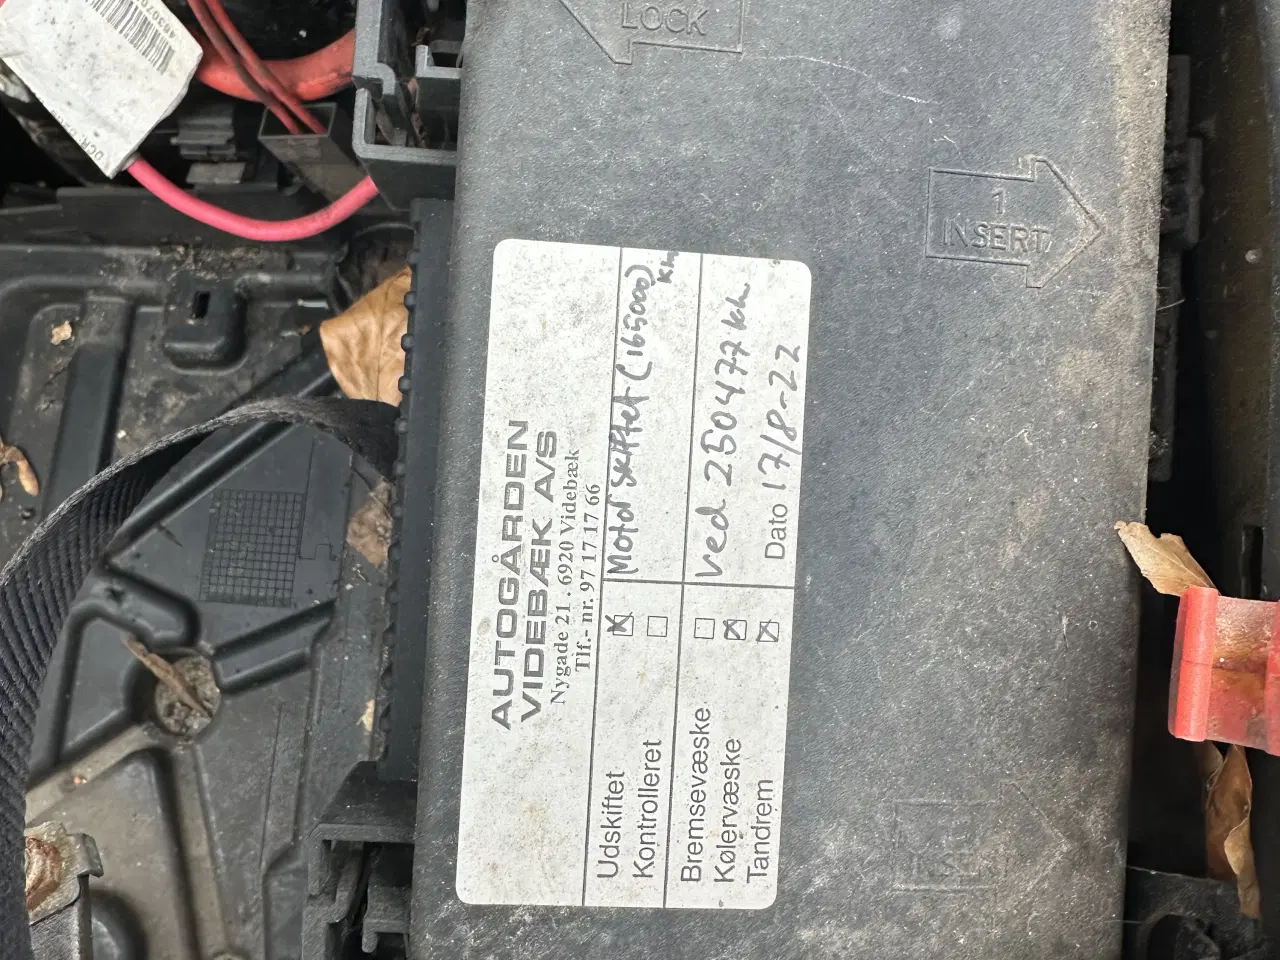 LOCK
1
INSERT
AUTOGÅRDEN
VIDEBÆK A/S
Nygade 21 . 6920 Videbæk
Tlf.- nr. 97 17 17 66
Udskiftet ☒ Motor skiftet (165000)
Kontrolleret ☐ km
Bremsevæske ☐ ved 250477 km
Kølervæske ☒
Tandrem ☒ Dato 17/8-22
INSERT